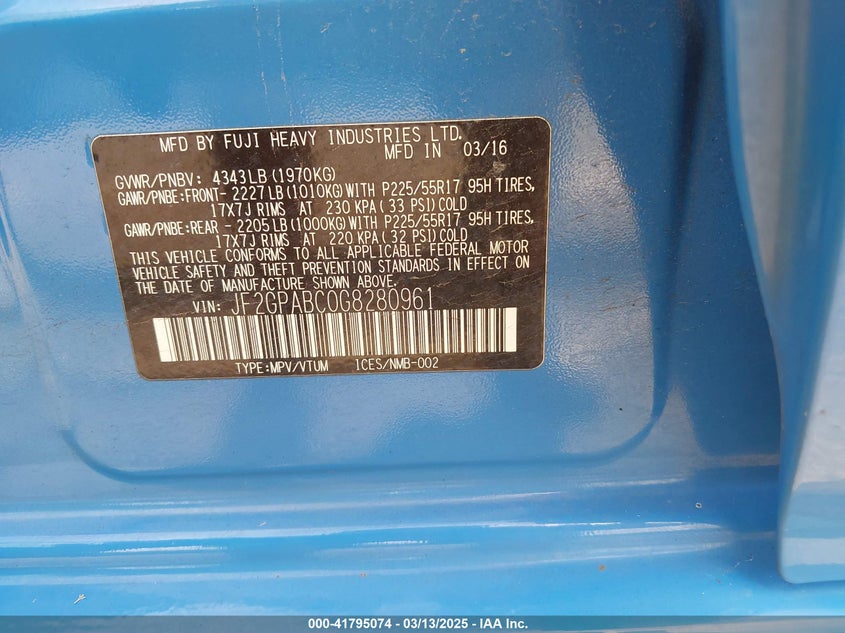 MFD BY FUJI HEAVY INDUSTRIES LTD.
MFD IN 03/16
GVWR/PNBV: 4343LB (1970KG)
GAWR/PNBE:FRONT- 2227LB (1010KG) WITH P225/55R17 95H TIRES,
17X7J RIMS AT 230 KPA (33 PSI) COLD
GAWR/PNBE:REAR - 2205LB (1000KG) WITH P225/55R17 95H TIRES,
17X7J RIMS AT 220 KPA (32 PSI) COLD
THIS VEHICLE CONFORMS TO ALL APPLICABLE FEDERAL MOTOR
VEHICLE SAFETY AND THEFT PREVENTION STANDARDS IN EFFECT ON
THE DATE OF MANUFACTURE SHOWN ABOVE.
VIN: JF2GPABC0G8280961
TYPE:MPV/VTUM ICES/NMB-002
000-41795074 / 03/13/2025 - © IAA Inc.